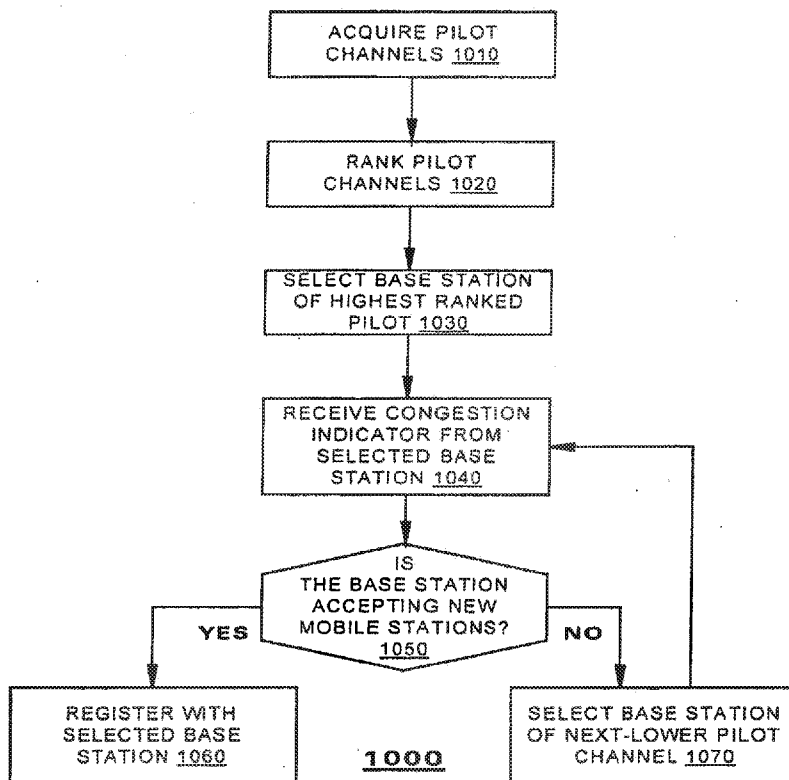 ACQUIRE PILOT
CHANNELS 1010
RANK PILOT
CHANNELS 1020
SELECT BASE STATION
OF HIGHEST RANKED
PILOT 1030
RECEIVE CONGESTION
INDICATOR FROM
SELECTED BASE
STATION 1040
IS
THE BASE STATION
ACCEPTING NEW
MOBILE STATIONS?
1050
YES
NO
REGISTER WITH
SELECTED BASE
STATION 1060
1000
SELECT BASE STATION
OF NEXT-LOWER PILOT
CHANNEL 1070